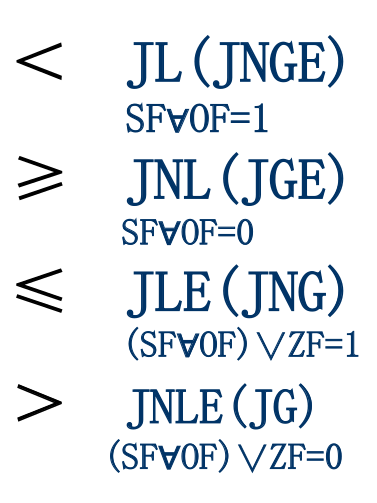 < JL(JNGE)
SF∀OF=1
⩾ JNL(JGE)
SF∀OF=0
⩽ JLE(JNG)
(SF∀OF)∨ZF=1
> JNLE(JG)
(SF∀OF)∨ZF=0